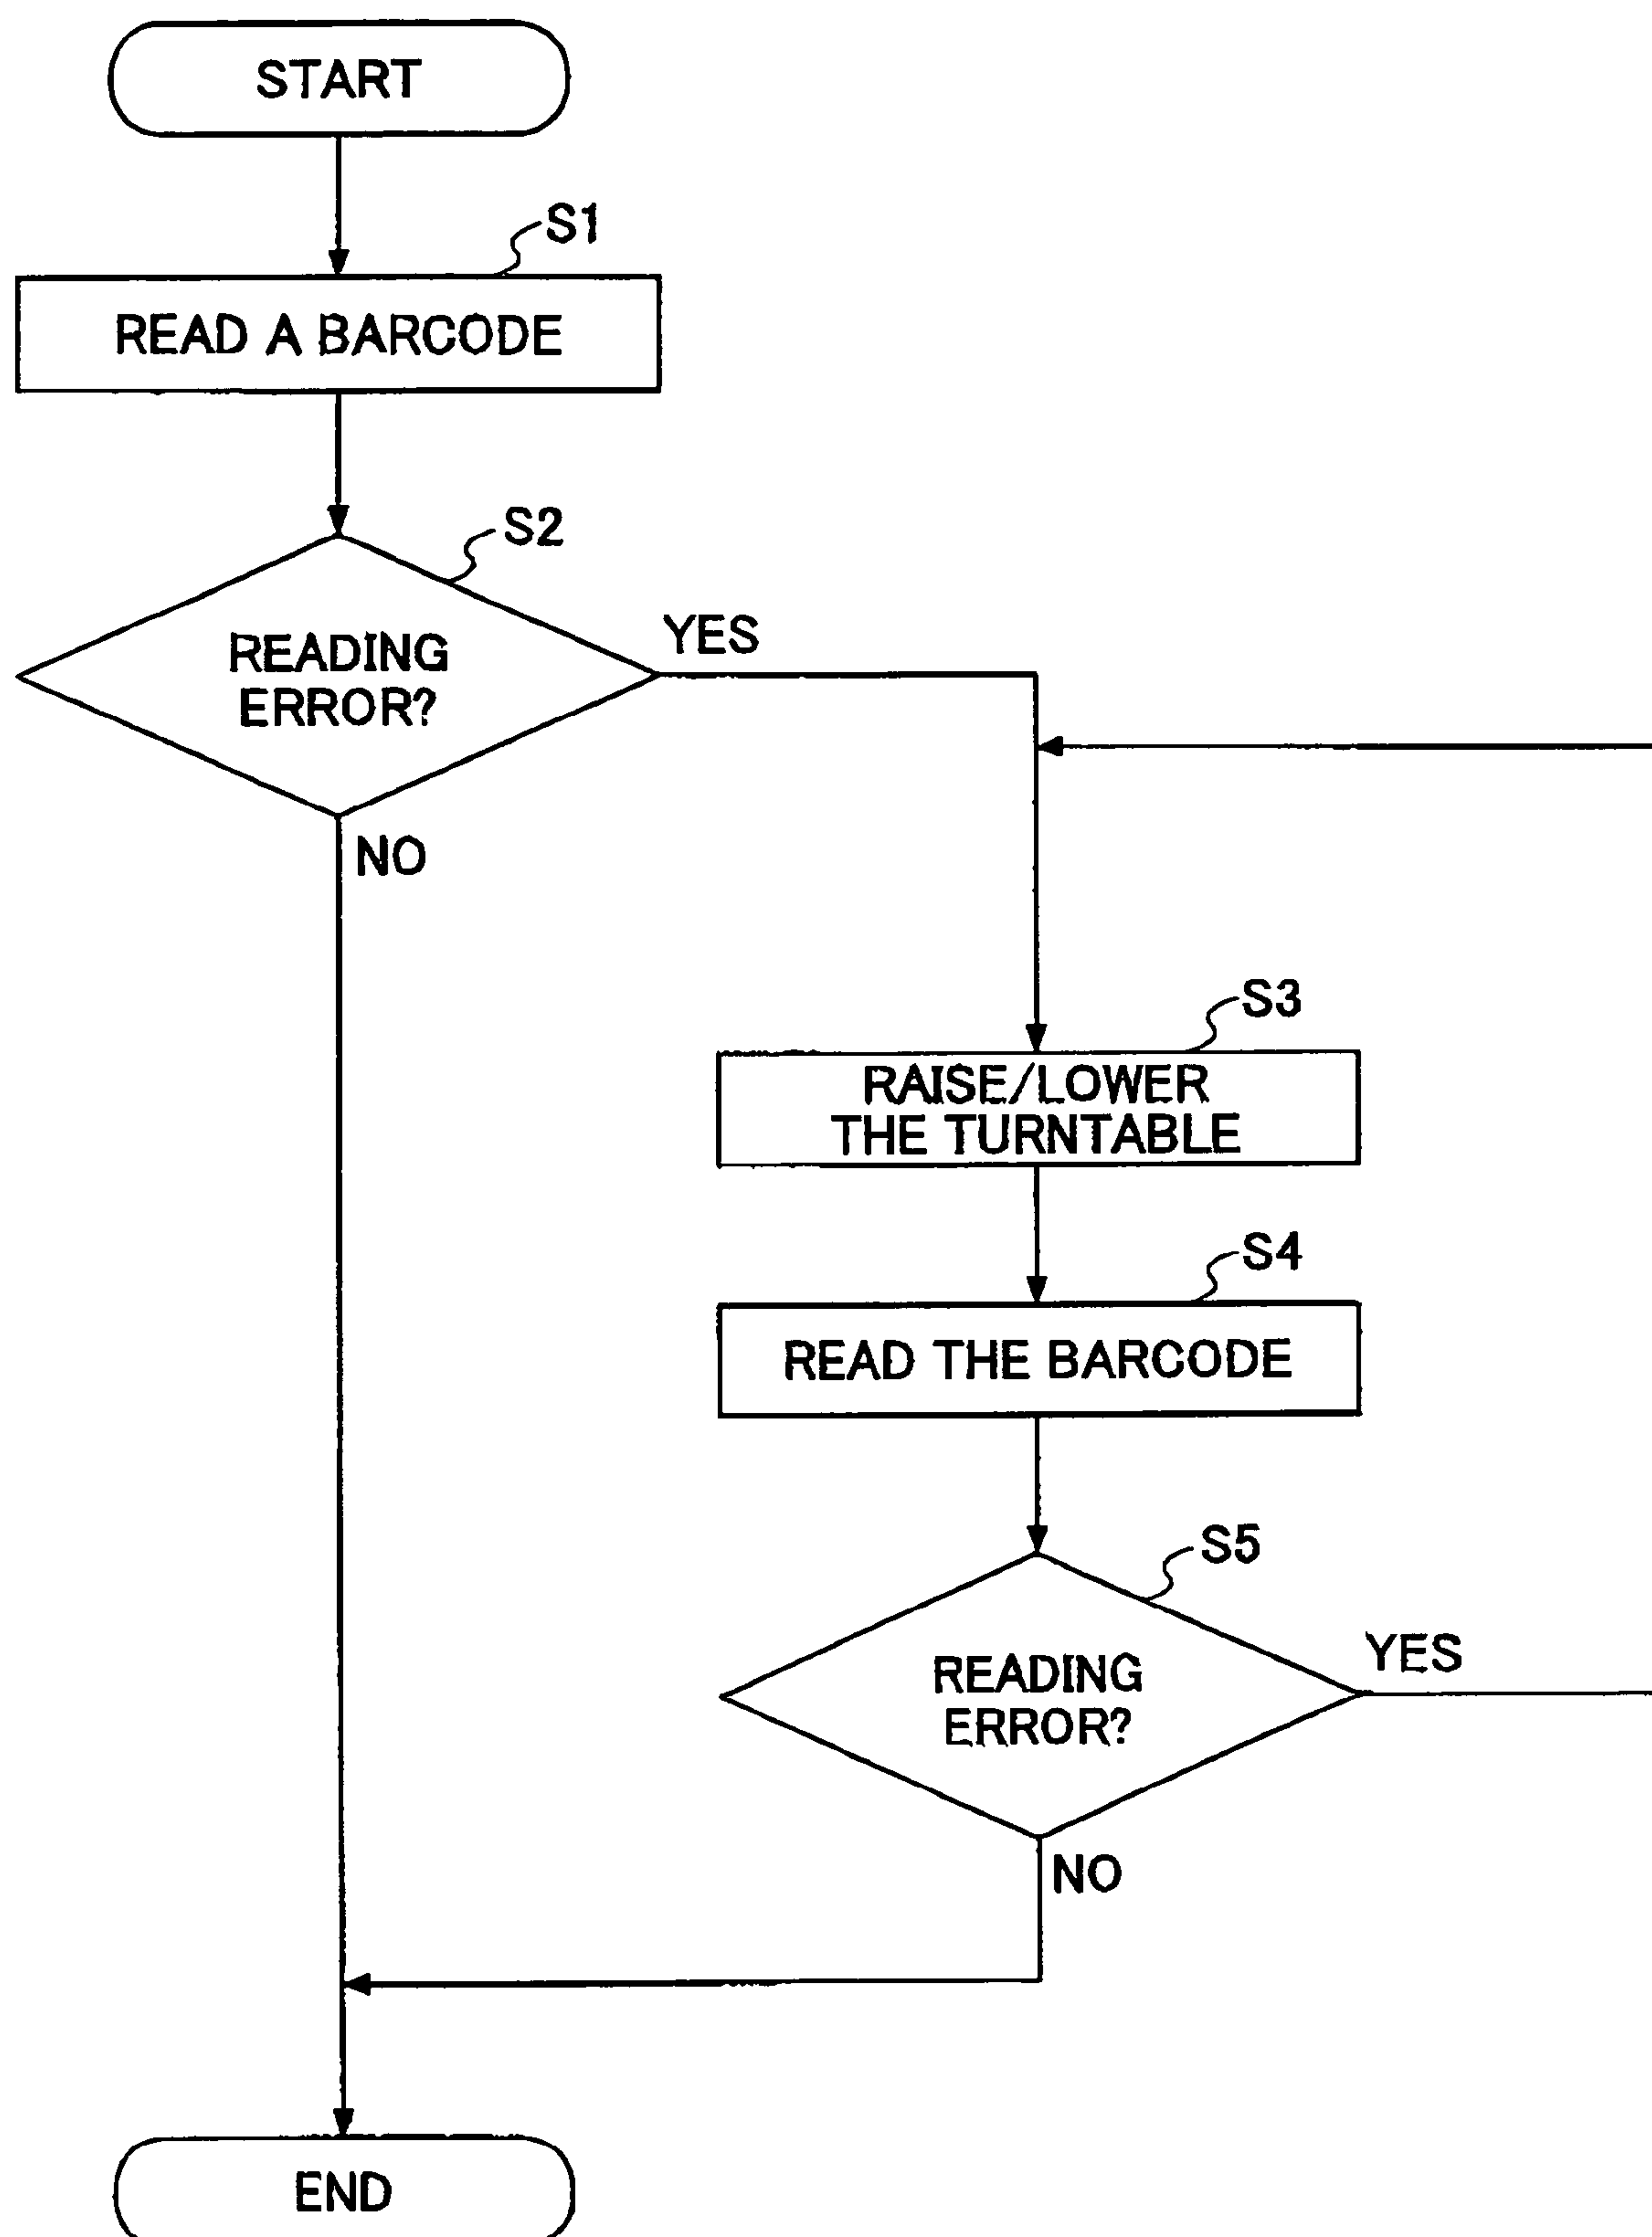 START
S1
READ A BARCODE
S2
READING
ERROR?
YES
NO
S3
RAISE/LOWER
THE TURNTABLE
S4
READ THE BARCODE
S5
READING
ERROR?
YES
NO
END